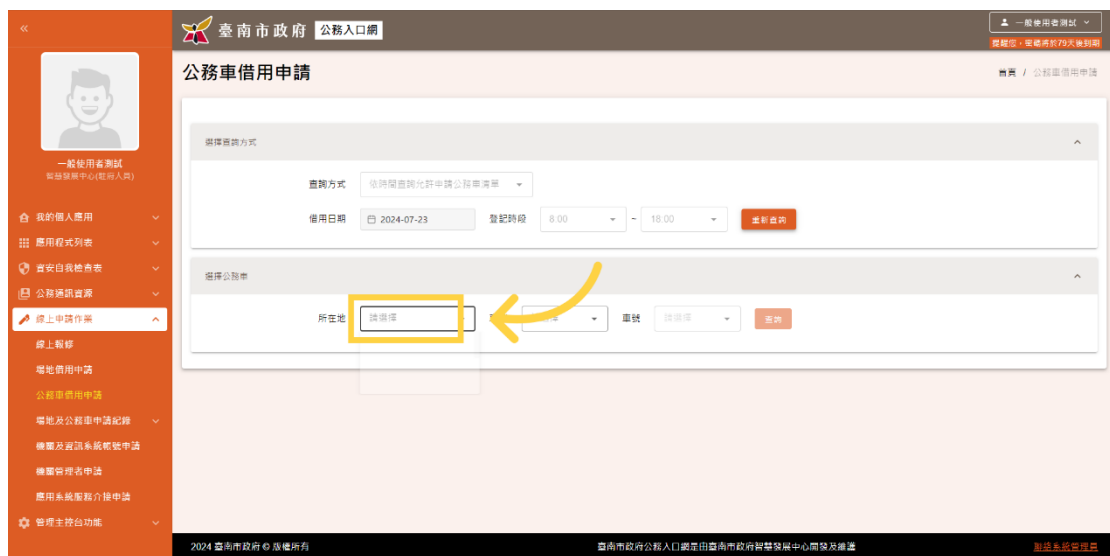 臺南市政府 公務入口網
一般使用者測試
提醒您，密碼將於79天後到期
一般使用者測試
智慧發展中心(駐府人員)
我的個人應用
應用程式列表
資安自我檢查表
公務通訊資源
線上申請作業
線上報修
場地借用申請
公務車借用申請
場地及公務車申請紀錄
機關及資訊系統帳號申請
機關管理者申請
應用系統服務介接申請
管理主控台功能
公務車借用申請
首頁 / 公務車借用申請
選擇查詢方式
查詢方式 依時間查詢允許申請公務車清單
借用日期 2024-07-23 登記時段 8:00 ~ 18:00 重新查詢
選擇公務車
所在地 請選擇 車號 請選擇 查詢
2024 臺南市政府 © 版權所有 臺南市政府公務入口網是由臺南市政府智慧發展中心開發及維護 聯絡系統管理員